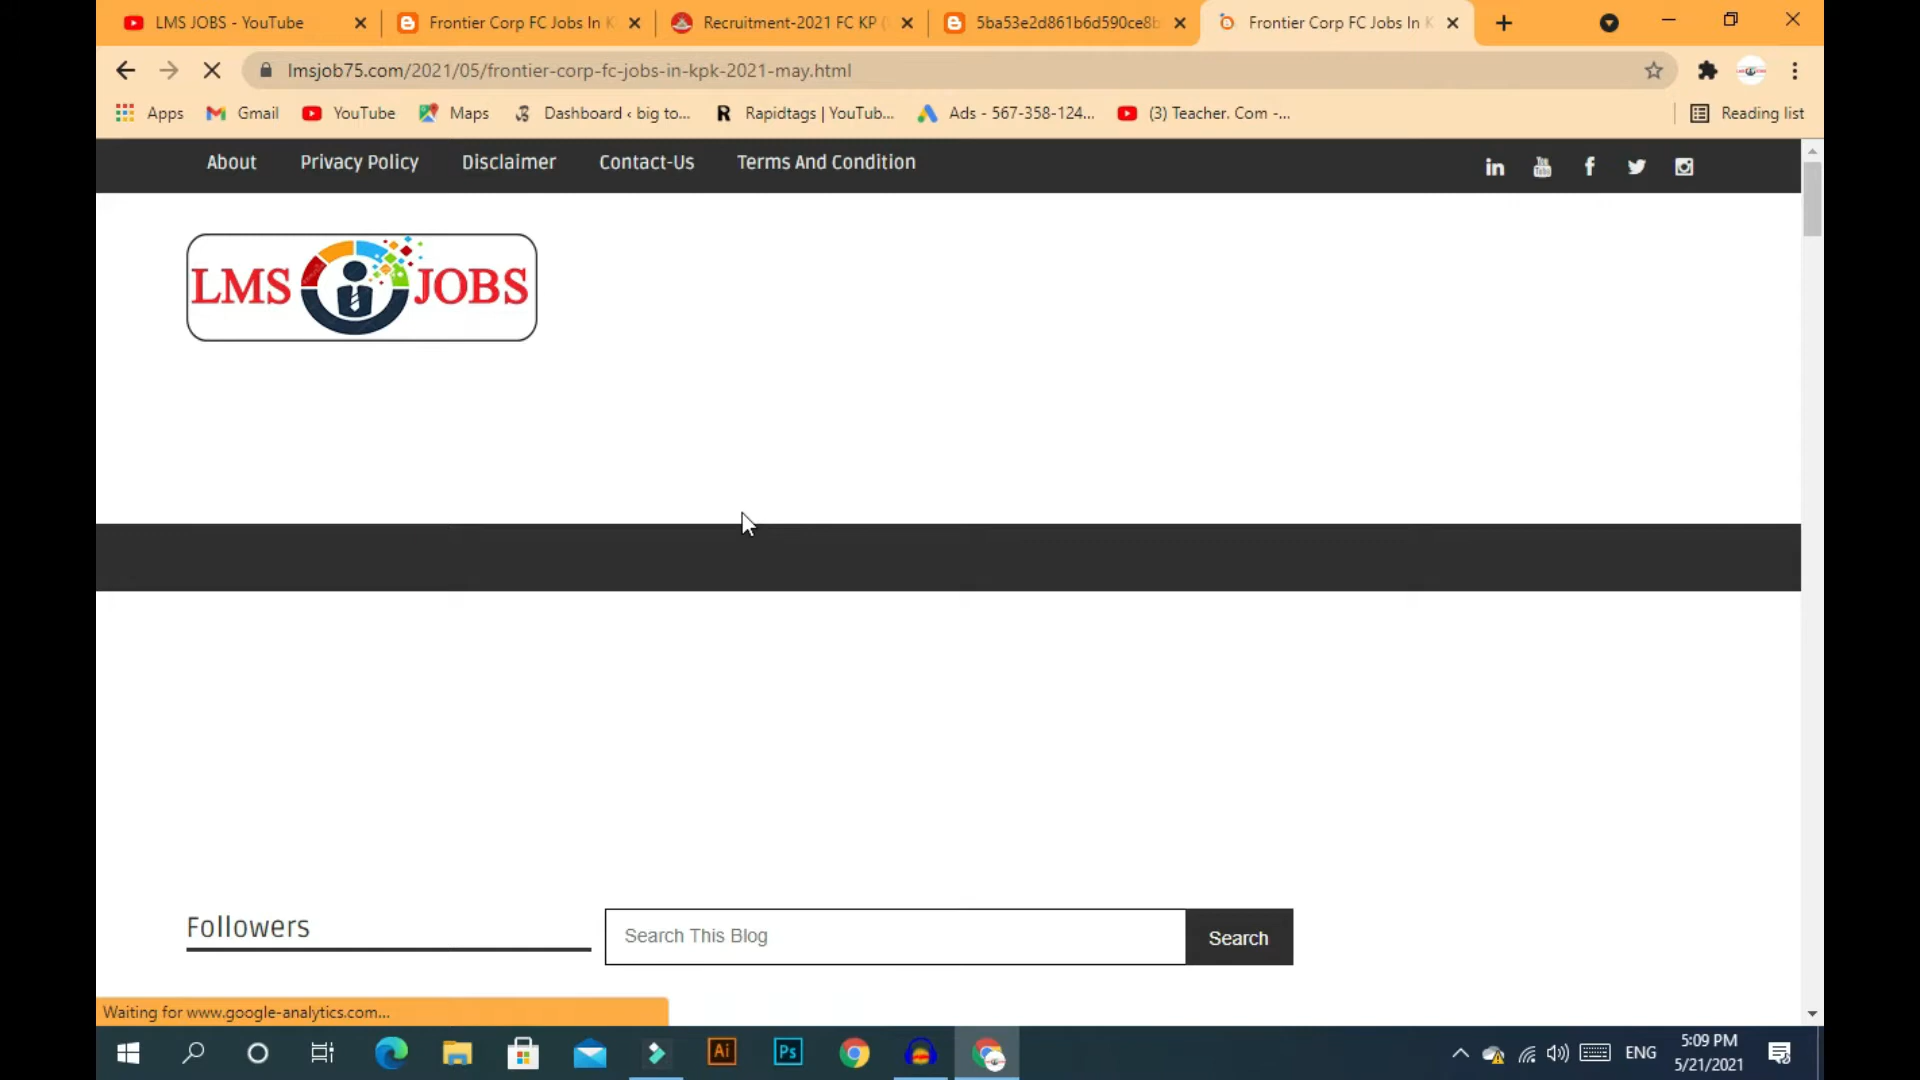 LMS JOBS - YouTube
Frontier Corp FC Jobs In K
Recruitment-2021 FC KP (
5ba53e2d861b6d590ce8b
Frontier Corp FC Jobs In K
lmsjob75.com/2021/05/frontier-corp-fc-jobs-in-kpk-2021-may.html
Apps
Gmail
YouTube
Maps
Dashboard ‹ big to...
Rapidtags | YouTub...
Ads - 567-358-124...
(3) Teacher. Com -...
Reading list
About
Privacy Policy
Disclaimer
Contact-Us
Terms And Condition
LMS JOBS
Followers
Search This Blog
Search
Waiting for www.google-analytics.com...
Ai
Ps
ENG
5:09 PM
5/21/2021